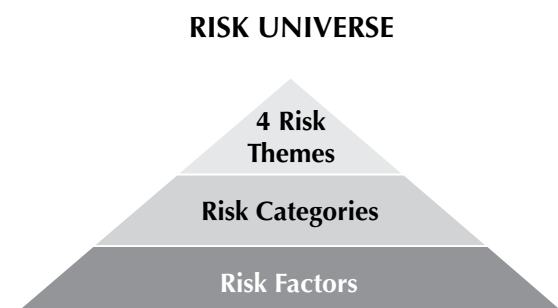 RISK UNIVERSE
4 Risk
Themes
Risk Categories
Risk Factors